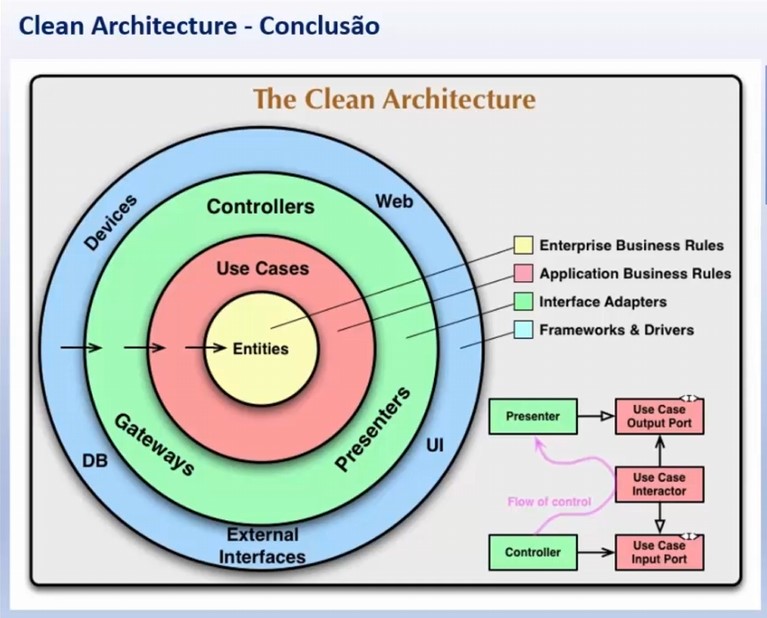 Clean Architecture - Conclusão
The Clean Architecture
Devices
Web
Controllers
Use Cases
Entities
Gateways
Presenters
DB
UI
External
Interfaces
Enterprise Business Rules
Application Business Rules
Interface Adapters
Frameworks & Drivers
Presenter
Use Case
Output Port
Flow of control
Use Case
Interactor
Controller
Use Case
Input Port